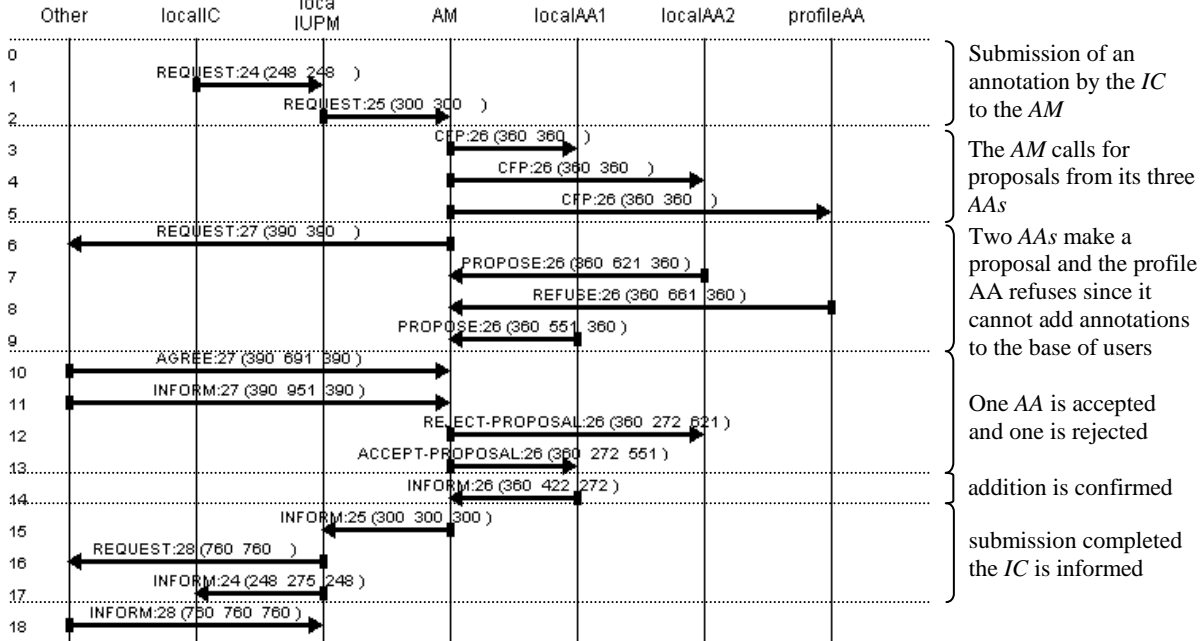 Other localIC local IUPM AM localAA1 localAA2 profileAA
0
REQUEST:24 (248 248 )
1
REQUEST:25 (300 300 )
2
Submission of an
annotation by the IC
to the AM
CFP:26 (360 360 )
3
CFP:26 (360 360 )
4
CFP:26 (360 360 )
5
The AM calls for
proposals from its three
AAs
REQUEST:27 (390 390 )
6
PROPOSE:26 (360 621 360 )
7
REFUSE:26 (360 661 360 )
8
PROPOSE:26 (360 551 360 )
9
Two AAs make a
proposal and the profile
AA refuses since it
cannot add annotations
to the base of users
AGREE:27 (390 691 390 )
10
INFORM:27 (390 951 390 )
11
REJECT-PROPOSAL:26 (360 272 621 )
12
ACCEPT-PROPOSAL:26 (360 272 551 )
13
One AA is accepted
and one is rejected
INFORM:26 (360 422 272 )
14
addition is confirmed
INFORM:25 (300 300 300 )
15
REQUEST:28 (760 760 )
16
INFORM:24 (248 275 248 )
17
submission completed
the IC is informed
INFORM:28 (760 760 760 )
18